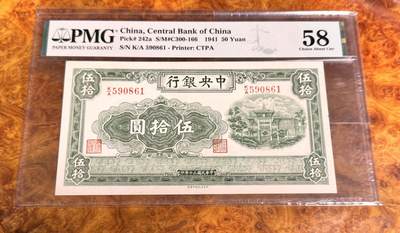 PMG
PAPER MONEY GUARANTY
China, Central Bank of China
Pick# 242a S/M#C300-166 1941 50 Yuan
S/N K/A 590861 - Printer: CTPA
58
Choice About Unc
伍拾
行銀央中
伍拾
590861
590861
圓拾伍
伍拾
伍拾